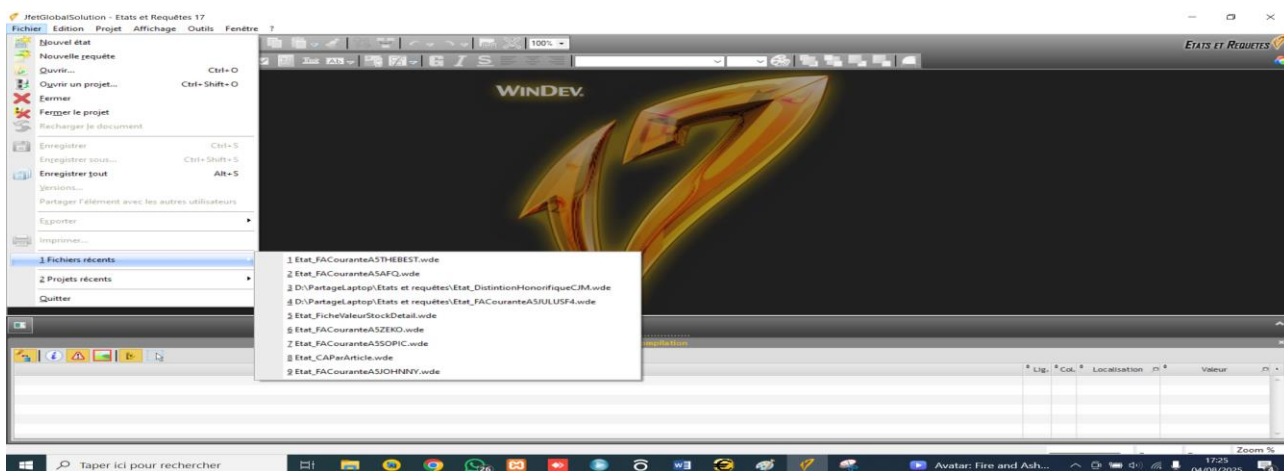 JfetGlobalSolution - Etats et Requêtes 17
Fichier Edition Projet Affichage Outils Fenêtre ?
Nouvel état
Nouvelle requête
Ouvrir... Ctrl+O
Ouvrir un projet... Ctrl+Shift+O
Fermer
Fermer le projet
Recharger le document
Enregistrer Ctrl+S
Enregistrer sous... Ctrl+Shift+S
Enregistrer tout Alt+S
Versions...
Partager l'élément avec les autres utilisateurs
Exporter
Imprimer...
1 Fichiers récents
2 Projets récents
Quitter
1 Etat_FACouranteA5THEBEST.wde
2 Etat_FACouranteA5AFQ.wde
3 D:\PartageLaptop\Etats et requêtes\Etat_DistintionHonorifiqueCJM.wde
4 D:\PartageLaptop\Etats et requêtes\Etat_FACouranteA5JULUSF4.wde
5 Etat_FicheValeurStockDetail.wde
6 Etat_FACouranteA5ZEKO.wde
7 Etat_FACouranteA5SOPIC.wde
8 Etat_CAParArticle.wde
9 Etat_FACouranteA5JOHNNY.wde
100%
ETATS ET REQUETES
G I S
WINDEV.
17
Lig. Col. Localisation Valeur
Zoom %
Taper ici pour rechercher
26
Avatar: Fire and Ash...
17:25
04/08/2025